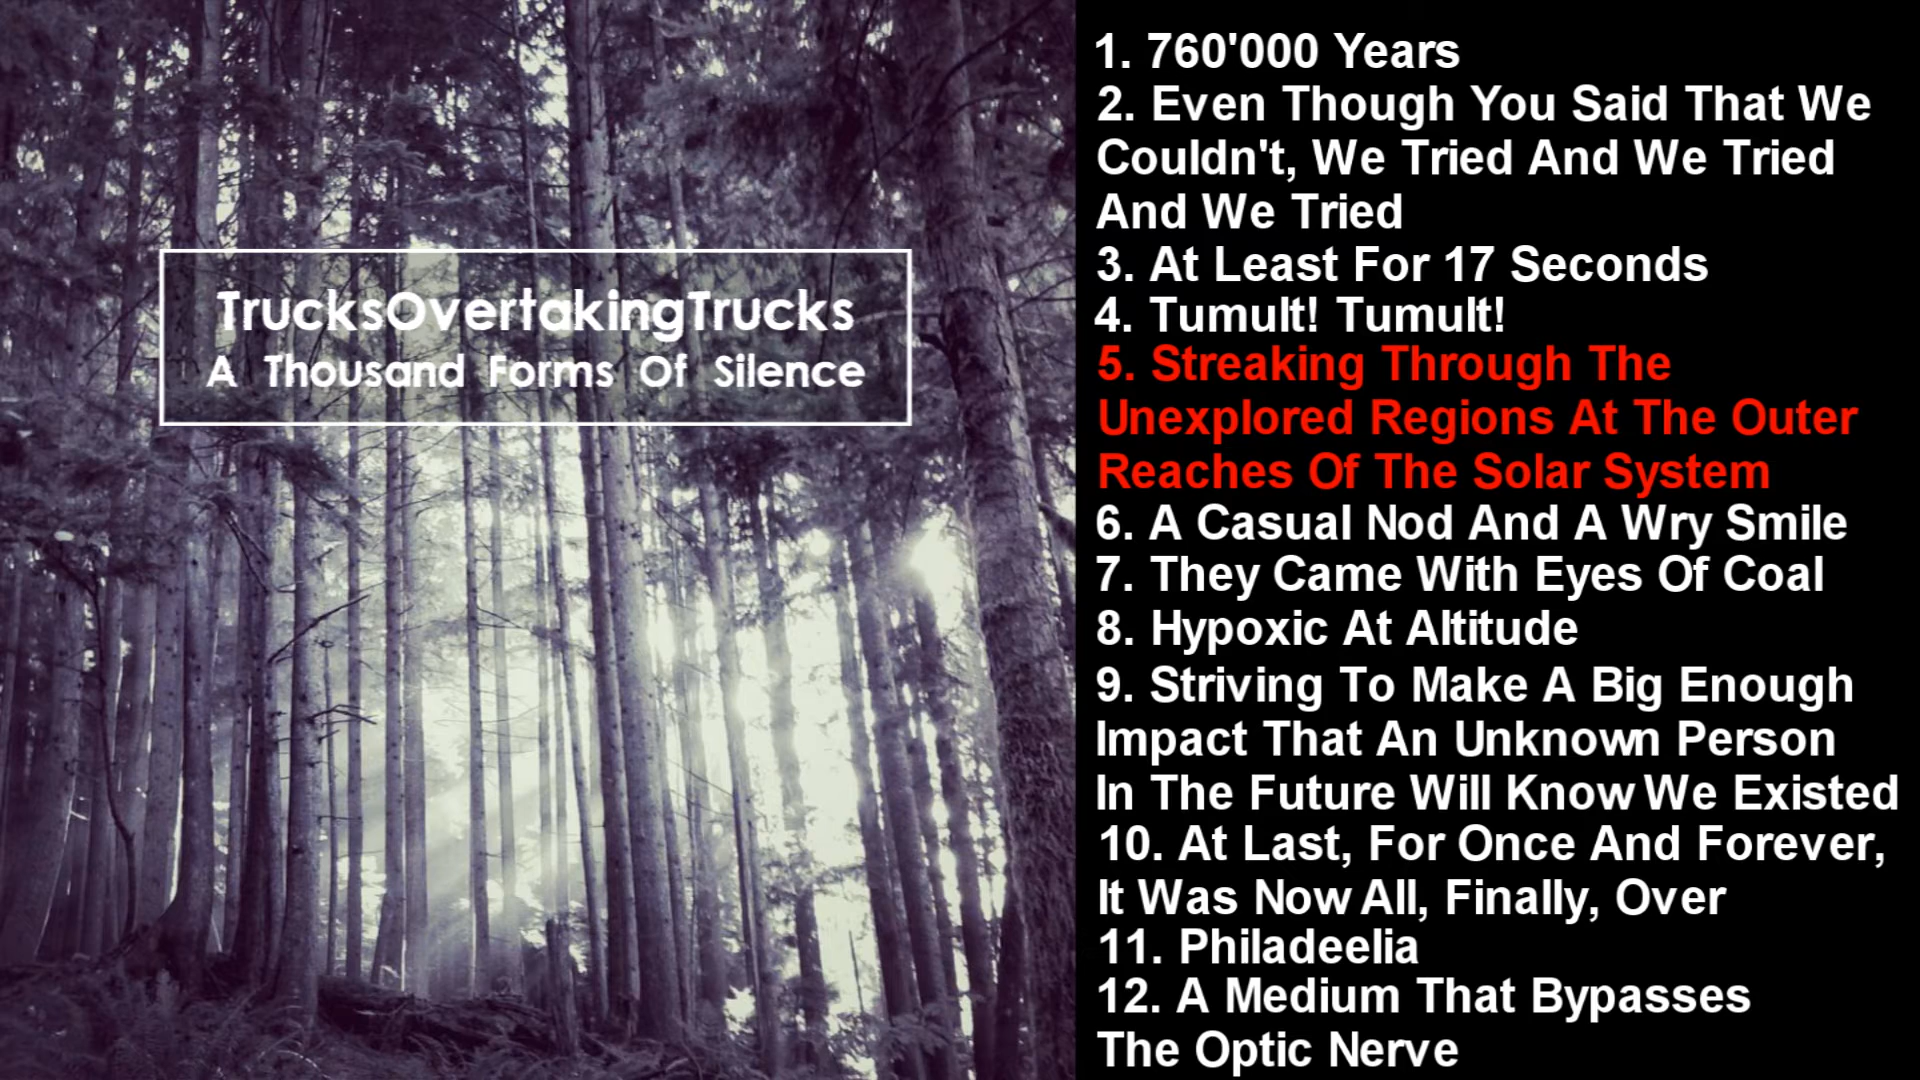 TrucksOvertakingTrucks
A Thousand Forms Of Silence
1. 760'000 Years
2. Even Though You Said That We
Couldn't, We Tried And We Tried
And We Tried
3. At Least For 17 Seconds
4. Tumult! Tumult!
5. Streaking Through The
Unexplored Regions At The Outer
Reaches Of The Solar System
6. A Casual Nod And A Wry Smile
7. They Came With Eyes Of Coal
8. Hypoxic At Altitude
9. Striving To Make A Big Enough
Impact That An Unknown Person
In The Future Will Know We Existed
10. At Last, For Once And Forever,
It Was Now All, Finally, Over
11. Philadeelia
12. A Medium That Bypasses
The Optic Nerve